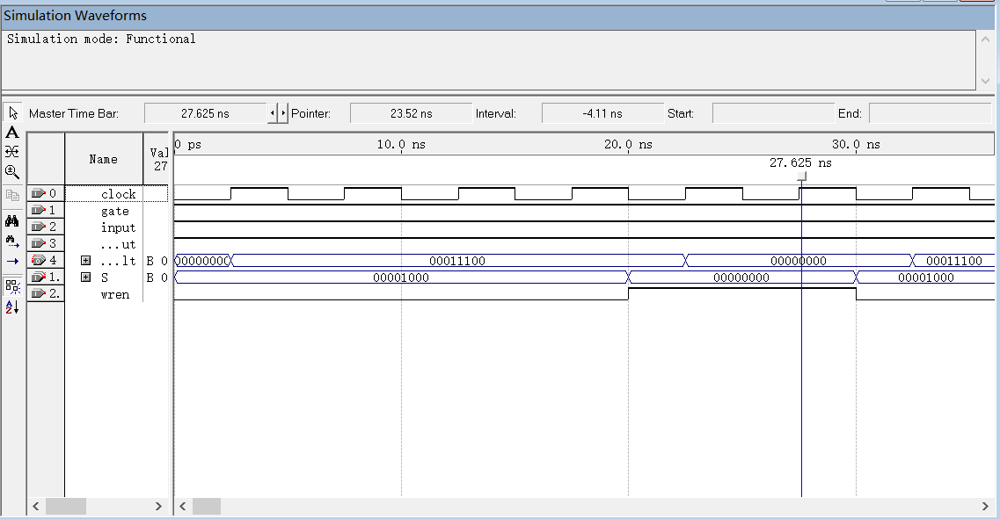 Simulation Waveforms
Simulation mode: Functional
Master Time Bar: 27.625 ns Pointer: 23.52 ns Interval: -4.11 ns Start: End:
A
Name Val 27
0 ps 10.0 ns 20.0 ns 30.0 ns
27.625 ns
0 clock
1 gate
2 input
3 ...ut
4 ...lt B 0 00000000 00011100 00000000 00011100
1. S B 0 00001000 00000000 00001000
2. wren
A
Z